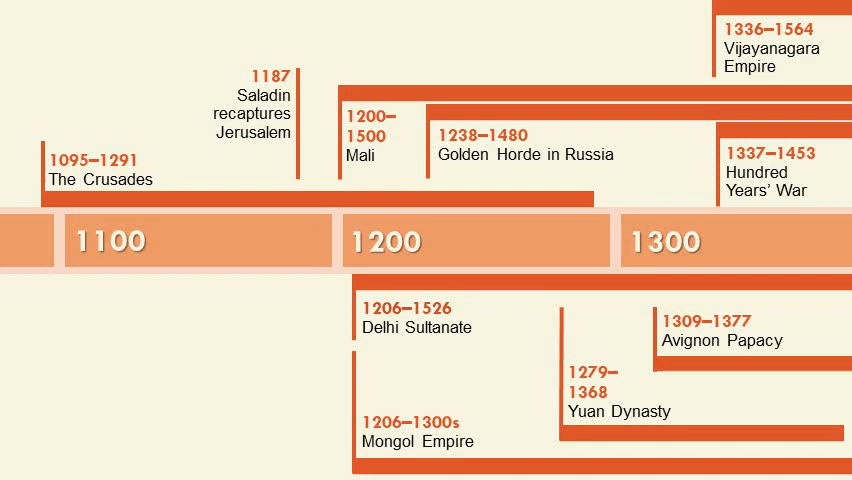 1336–1564
Vijayanagara
Empire
1187
Saladin
recaptures
Jerusalem
1200–
1500
Mali
1238–1480
Golden Horde in Russia
1337–1453
Hundred
Years’ War
1095–1291
The Crusades
1100
1200
1300
1206–1526
Delhi Sultanate
1309–1377
Avignon Papacy
1279–
1368
Yuan Dynasty
1206–1300s
Mongol Empire